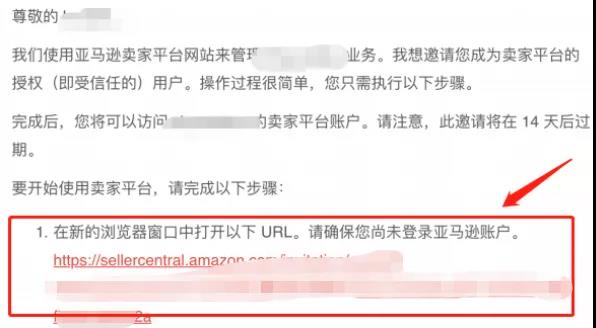 尊敬的
我们使用亚马逊卖家平台网站来管理业务。我想邀请您成为卖家平台的
授权（即受信任的）用户。操作过程很简单，您只需执行以下步骤。
完成后，您将可以访问的卖家平台账户。请注意，此邀请将在 14 天后过
期。
要开始使用卖家平台，请完成以下步骤：
1. 在新的浏览器窗口中打开以下 URL。请确保您尚未登录亚马逊账户。
https://sellercentral.amazon.com/invitation/